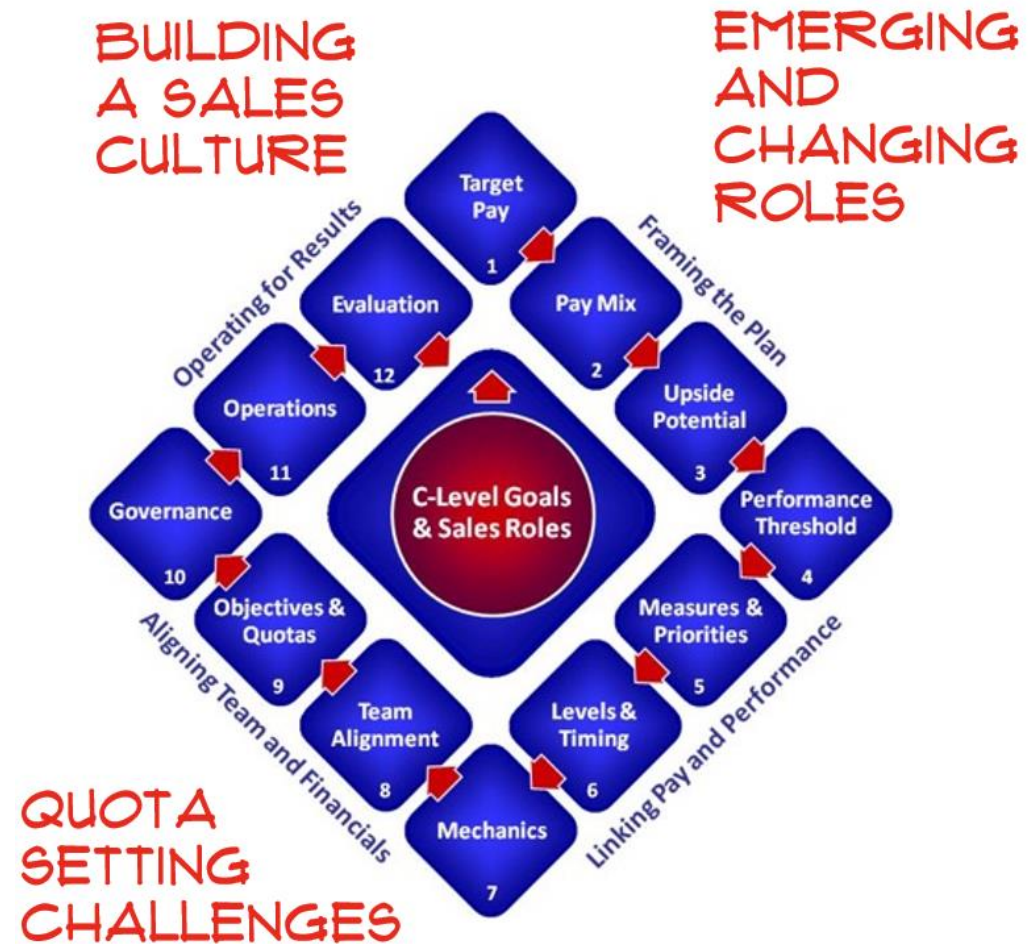 BUILDING
A SALES
CULTURE
EMERGING
AND
CHANGING
ROLES
Operating for Results
Framing the Plan
Target
Pay
1
Pay Mix
2
Upside
Potential
3
Performance
Threshold
4
Measures &
Priorities
5
Levels &
Timing
6
Mechanics
7
Team
Alignment
8
Objectives &
Quotas
9
Governance
10
Operations
11
Evaluation
12
C-Level Goals
& Sales Roles
Aligning Team and Financials
Linking Pay and Performance
QUOTA
SETTING
CHALLENGES